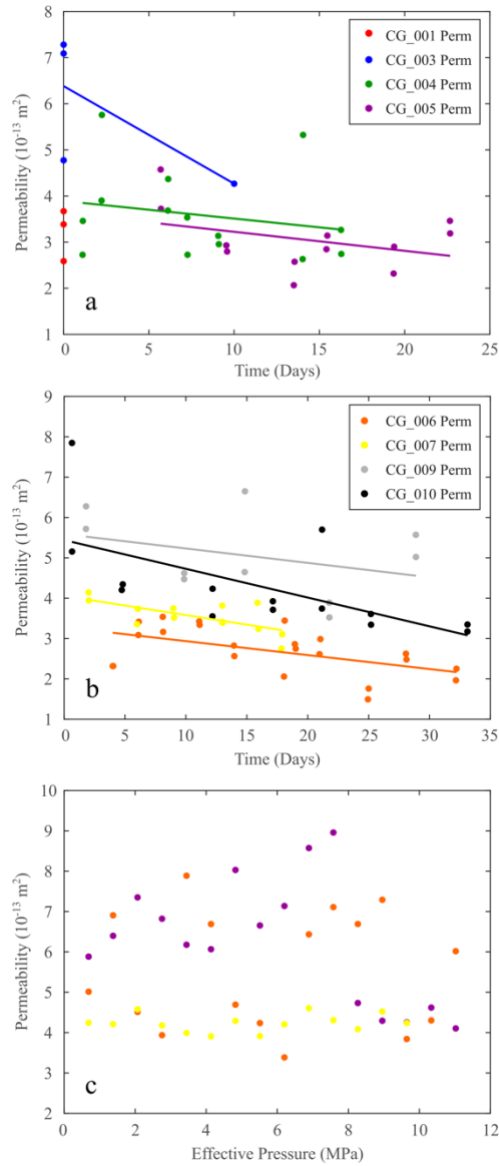 8
7
6
5
4
3
2
1
Permeability (10⁻¹³ m²)
CG_001 Perm
CG_003 Perm
CG_004 Perm
CG_005 Perm
a
0 5 10 15 20 25
Time (Days)
9
8
7
6
5
4
3
2
1
Permeability (10⁻¹³ m²)
CG_006 Perm
CG_007 Perm
CG_009 Perm
CG_010 Perm
b
0 5 10 15 20 25 30 35
Time (Days)
10
9
8
7
6
5
4
3
2
Permeability (10⁻¹³ m²)
c
0 2 4 6 8 10 12
Effective Pressure (MPa)